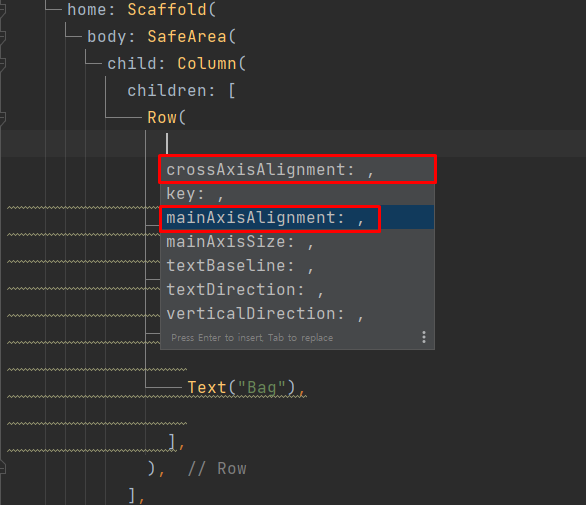 home: Scaffold(
body: SafeArea(
child: Column(
children: [
Row(
crossAxisAlignment: ,
key: ,
mainAxisAlignment: ,
mainAxisSize: ,
textBaseline: ,
textDirection: ,
verticalDirection: ,
Press Enter to insert, Tab to replace
Text("Bag"),
],
), // Row
],